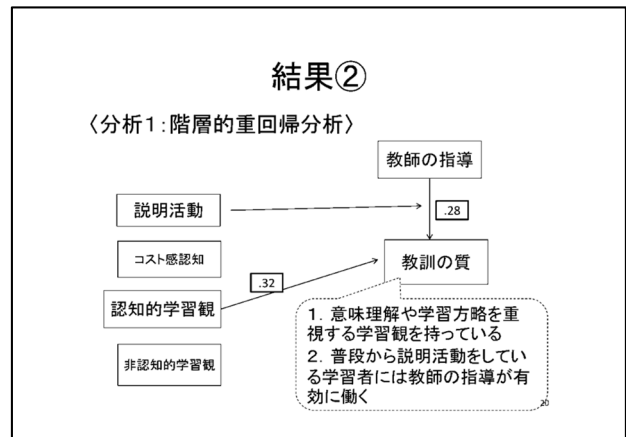 結果②
〈分析1:階層的重回帰分析〉
教師の指導
説明活動
.28
コスト感認知
教訓の質
.32
認知的学習観
非認知的学習観
1. 意味理解や学習方略を重
視する学習観を持っている
2. 普段から説明活動をしてい
る学習者には教師の指導が有
効に働く
20